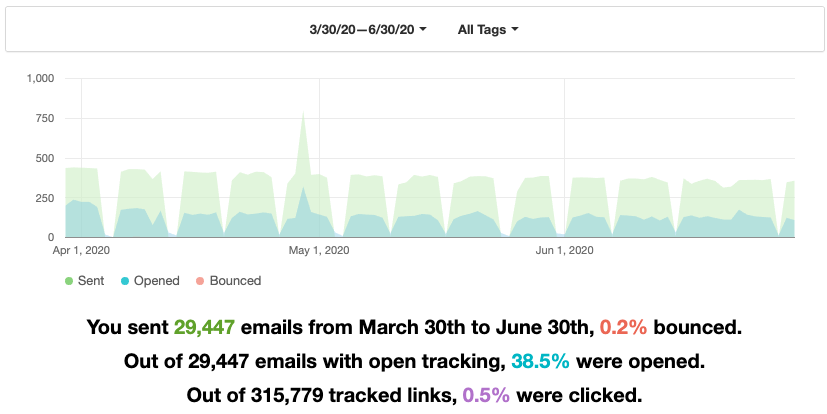 3/30/20—6/30/20 All Tags
1,000
750
500
250
0
Apr 1, 2020 May 1, 2020 Jun 1, 2020
Sent Opened Bounced
You sent 29,447 emails from March 30th to June 30th, 0.2% bounced.
Out of 29,447 emails with open tracking, 38.5% were opened.
Out of 315,779 tracked links, 0.5% were clicked.